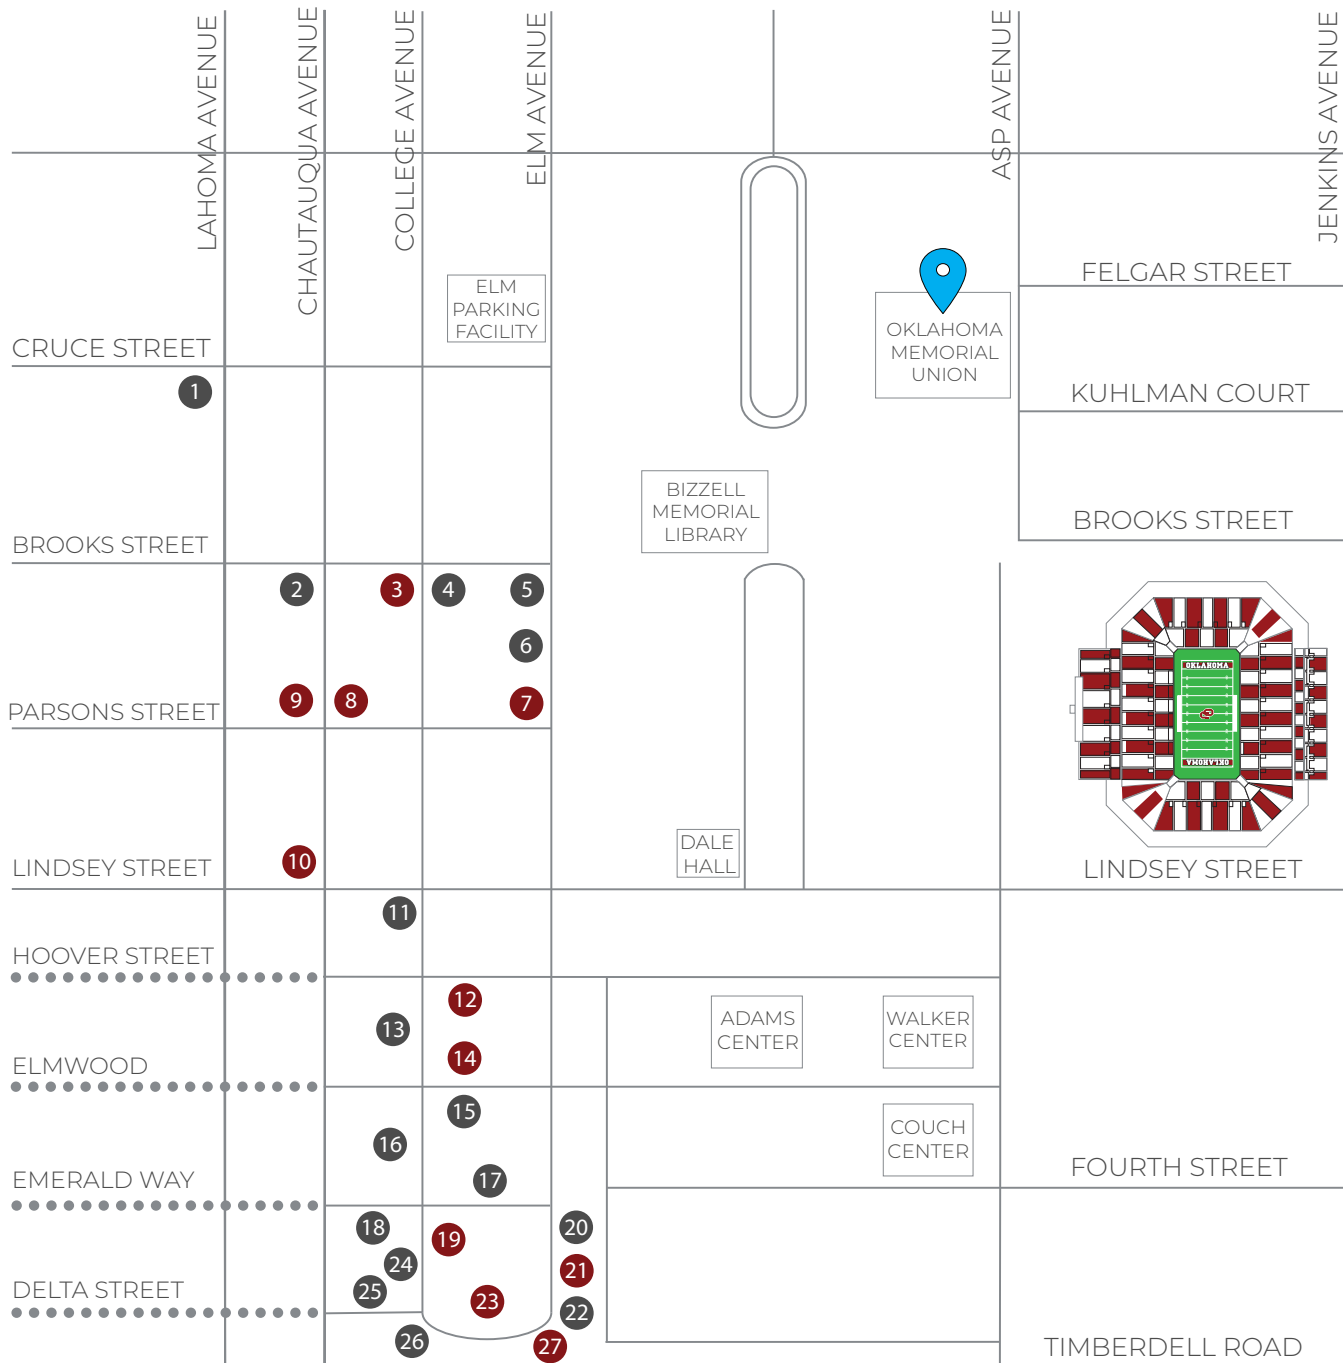 LAHOMA AVENUE
CHAUTAUQUA AVENUE
COLLEGE AVENUE
ELM AVENUE
ASP AVENUE
JENKINS AVENUE
FELGAR STREET
ELM
PARKING
FACILITY
OKLAHOMA
MEMORIAL
UNION
CRUCE STREET
1
KUHLMAN COURT
BIZZELL
MEMORIAL
LIBRARY
BROOKS STREET
BROOKS STREET
2
3
4
5
6
OKLAHOMA
9
8
7
PARSONS STREET
OKLAHOMA
DALE
HALL
10
LINDSEY STREET
LINDSEY STREET
11
HOOVER STREET
12
13
ADAMS
CENTER
WALKER
CENTER
14
ELMWOOD
15
16
COUCH
CENTER
17
EMERALD WAY
FOURTH STREET
18
19
20
24
21
25
23
DELTA STREET
22
26
27
TIMBERDELL ROAD